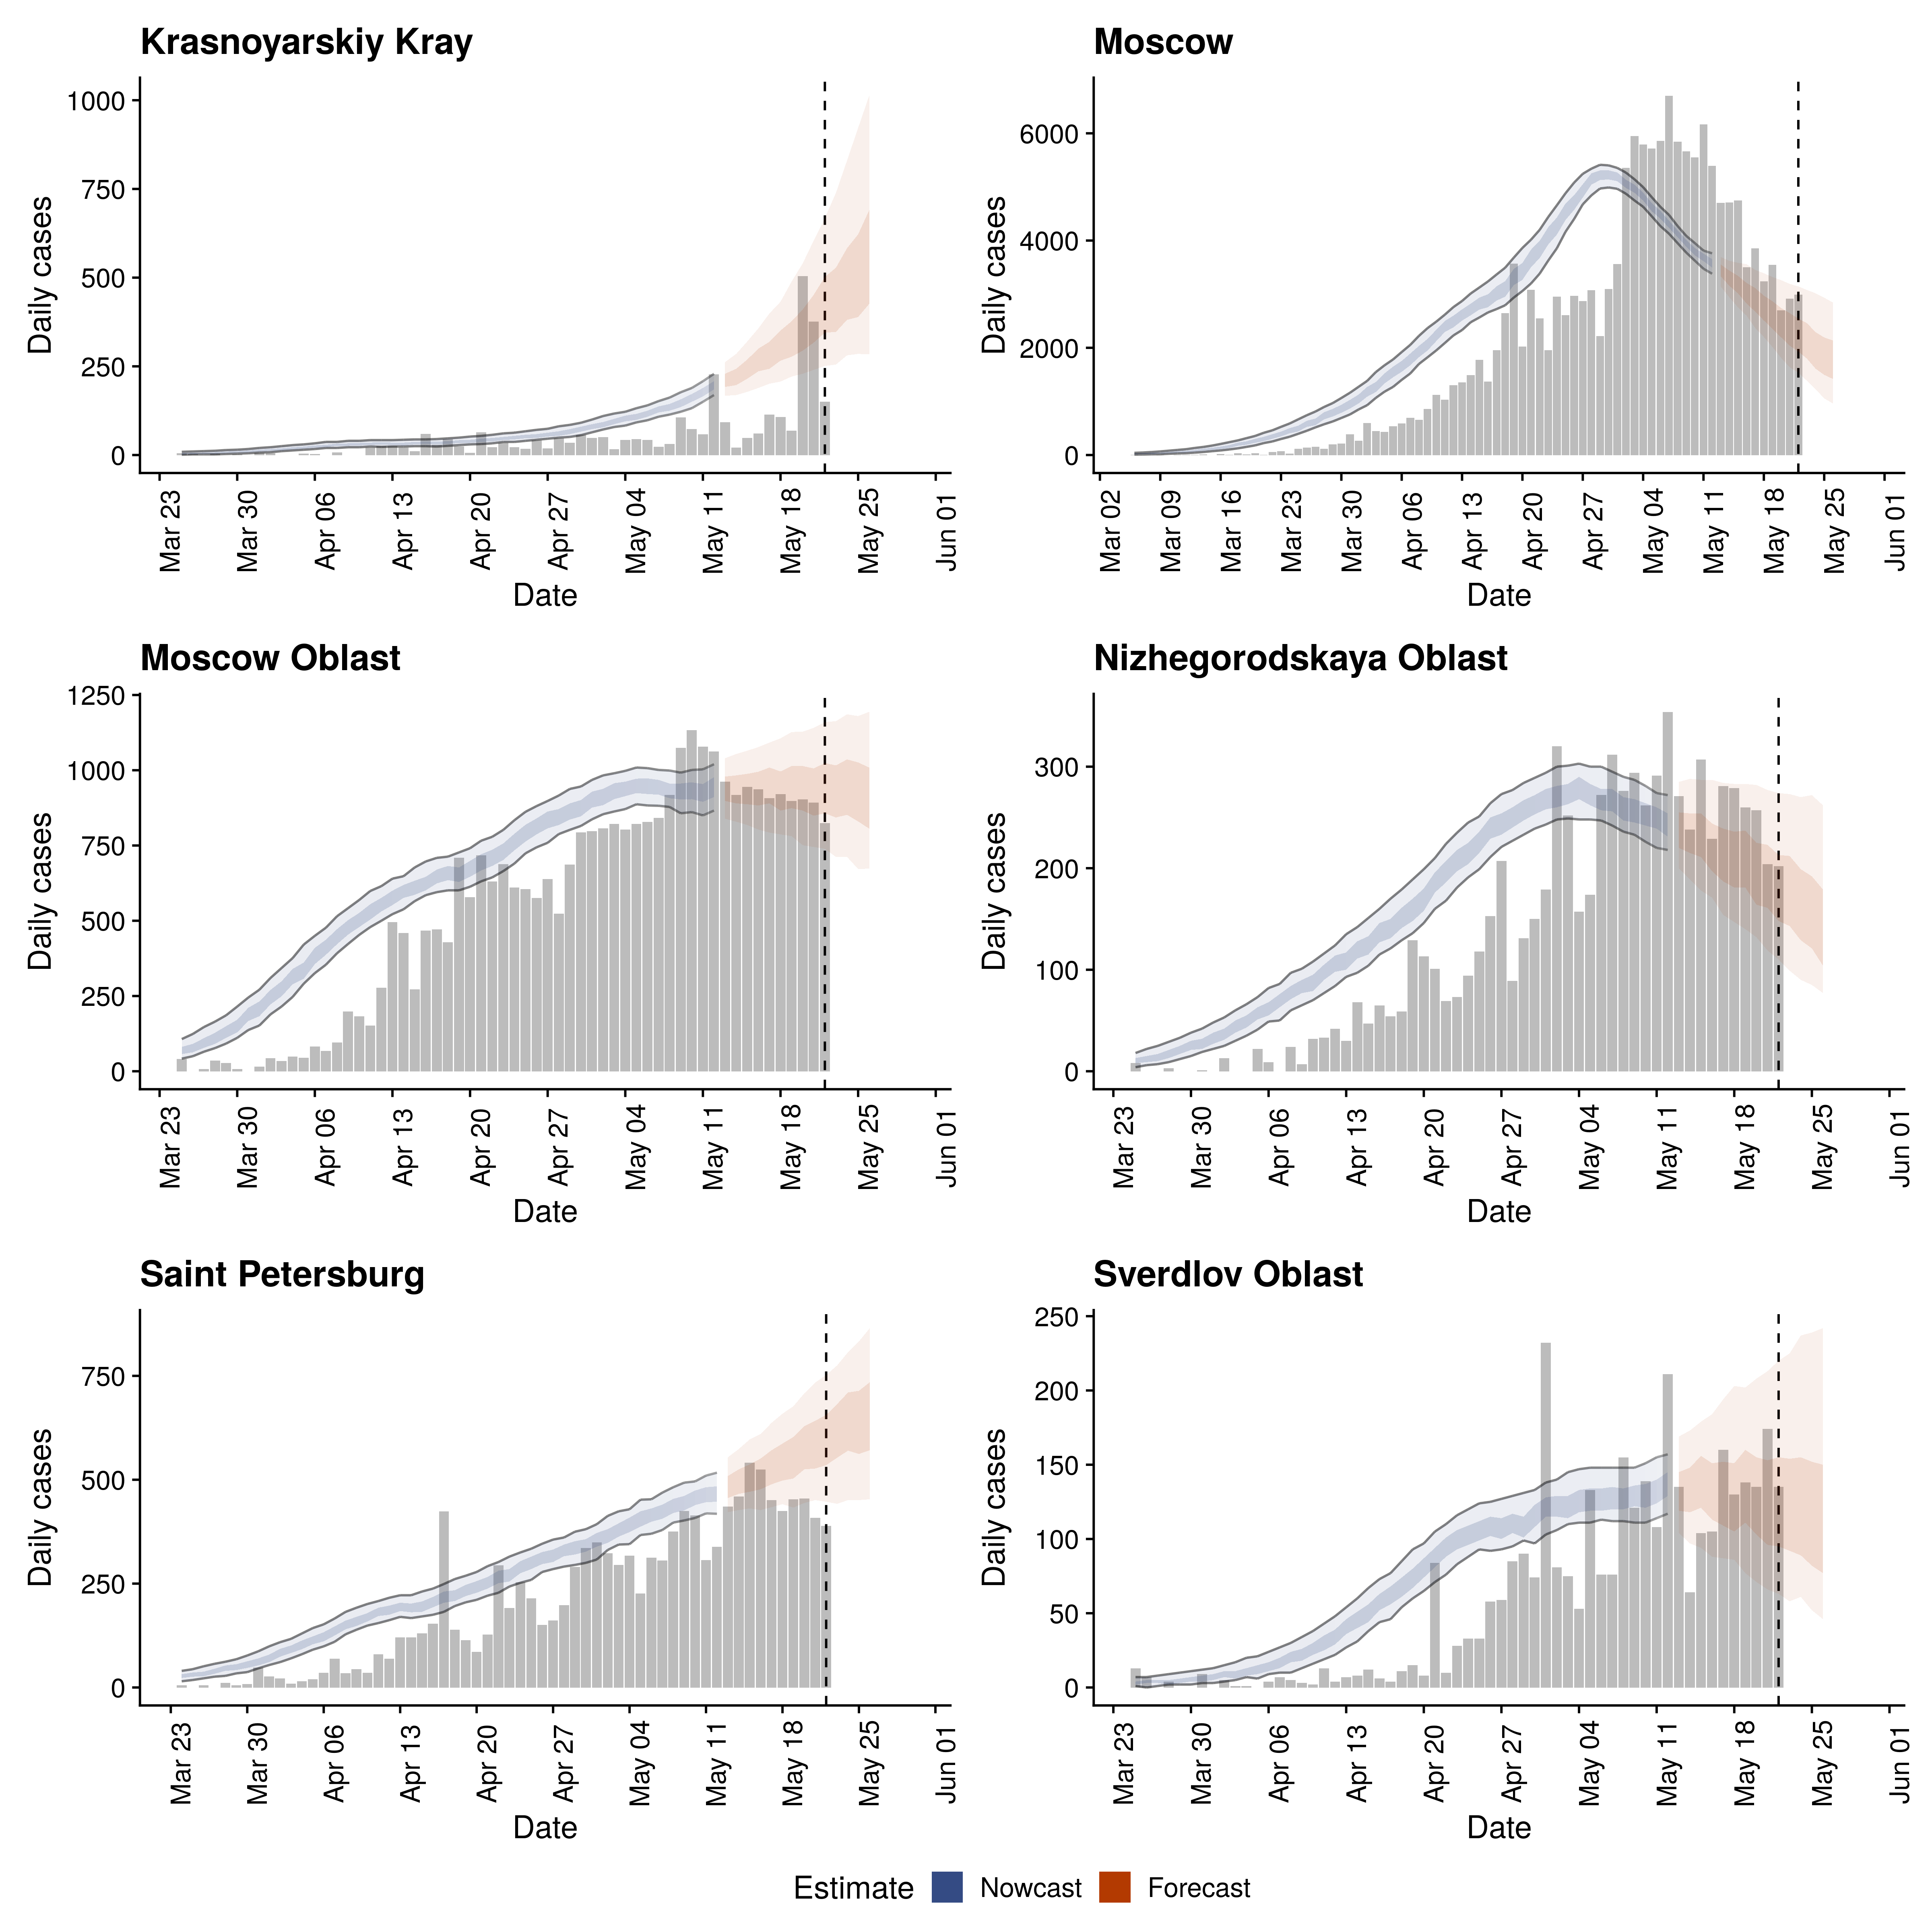 Krasnoyarskiy Kray
Daily cases
1000
750
500
250
0
Mar 23 Mar 30 Apr 06 Apr 13 Apr 20 Apr 27 May 04 May 11 May 18 May 25 Jun 01
Date
Moscow
Daily cases
6000
4000
2000
0
Mar 02 Mar 09 Mar 16 Mar 23 Mar 30 Apr 06 Apr 13 Apr 20 Apr 27 May 04 May 11 May 18 May 25 Jun 01
Date
Moscow Oblast
Daily cases
1250
1000
750
500
250
0
Mar 23 Mar 30 Apr 06 Apr 13 Apr 20 Apr 27 May 04 May 11 May 18 May 25 Jun 01
Date
Nizhegorodskaya Oblast
Daily cases
300
200
100
0
Mar 23 Mar 30 Apr 06 Apr 13 Apr 20 Apr 27 May 04 May 11 May 18 May 25 Jun 01
Date
Saint Petersburg
Daily cases
750
500
250
0
Mar 23 Mar 30 Apr 06 Apr 13 Apr 20 Apr 27 May 04 May 11 May 18 May 25 Jun 01
Date
Sverdlov Oblast
Daily cases
250
200
150
100
50
0
Mar 23 Mar 30 Apr 06 Apr 13 Apr 20 Apr 27 May 04 May 11 May 18 May 25 Jun 01
Date
Estimate Nowcast Forecast